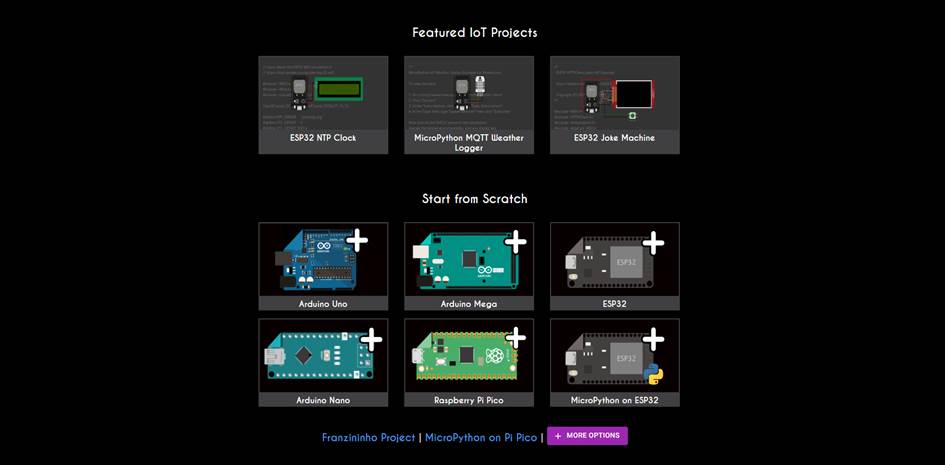 Featured IoT Projects
ESP32 NTP Clock
MicroPython MQTT Weather
Logger
ESP32 Joke Machine
Start from Scratch
Arduino Uno
Arduino Mega
ESP32
ESP32
Arduino Nano
Raspberry Pi Pico
ESP32
MicroPython on ESP32
Franzininho Project | MicroPython on Pi Pico |
+ MORE OPTIONS